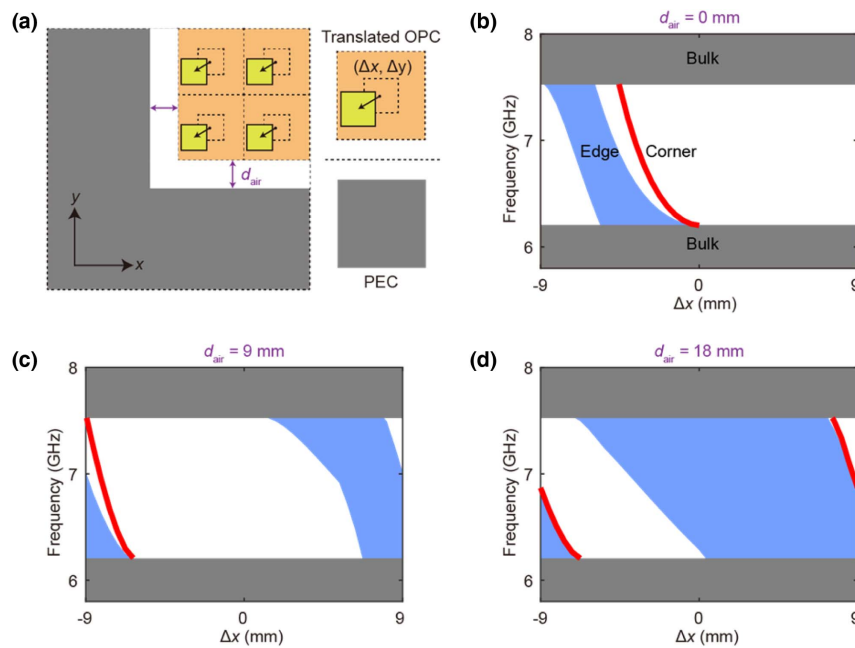 (a)
Translated OPC
(Δx, Δy)
d_air
y
x
PEC
(b)
d_air = 0 mm
Bulk
Edge
Corner
Bulk
Frequency (GHz)
8
7
6
-9
0
9
Δx (mm)
(c)
d_air = 9 mm
Frequency (GHz)
8
7
6
-9
0
9
Δx (mm)
(d)
d_air = 18 mm
Frequency (GHz)
8
7
6
-9
0
9
Δx (mm)